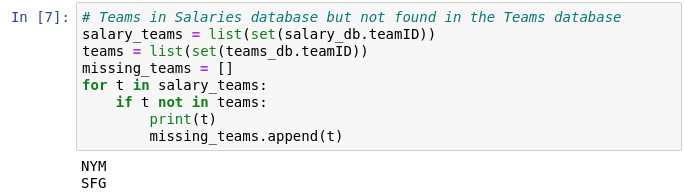 In [7]: # Teams in Salaries database but not found in the Teams database
salary_teams = list(set(salary_db.teamID))
teams = list(set(teams_db.teamID))
missing_teams = []
for t in salary_teams:
    if t not in teams:
        print(t)
        missing_teams.append(t)
NYM
SFG